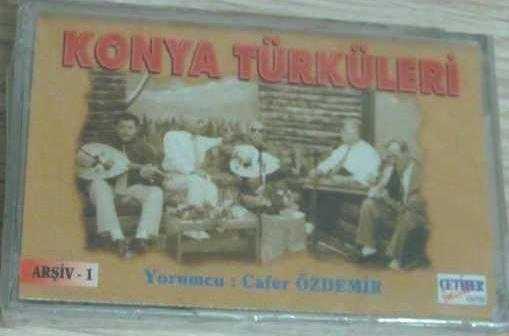 KONYA TÜRKÜLERİ
ARŞİV - 1
Yorumcu : Cafer ÖZDEMİR